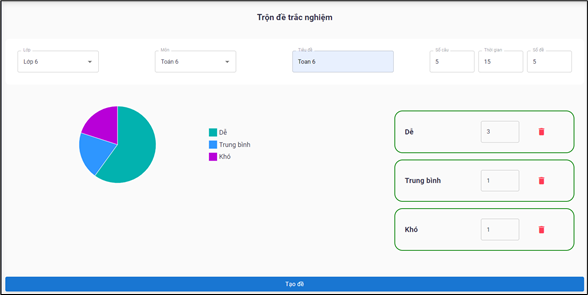 Trộn đề trắc nghiệm
Lớp Môn Tiêu đề Số câu Thời gian Số đề
Lớp 6 Toán 6 Toan 6 5 15 5
Dễ
Trung bình
Khó
Dễ 3
Trung bình 1
Khó 1
Tạo đề